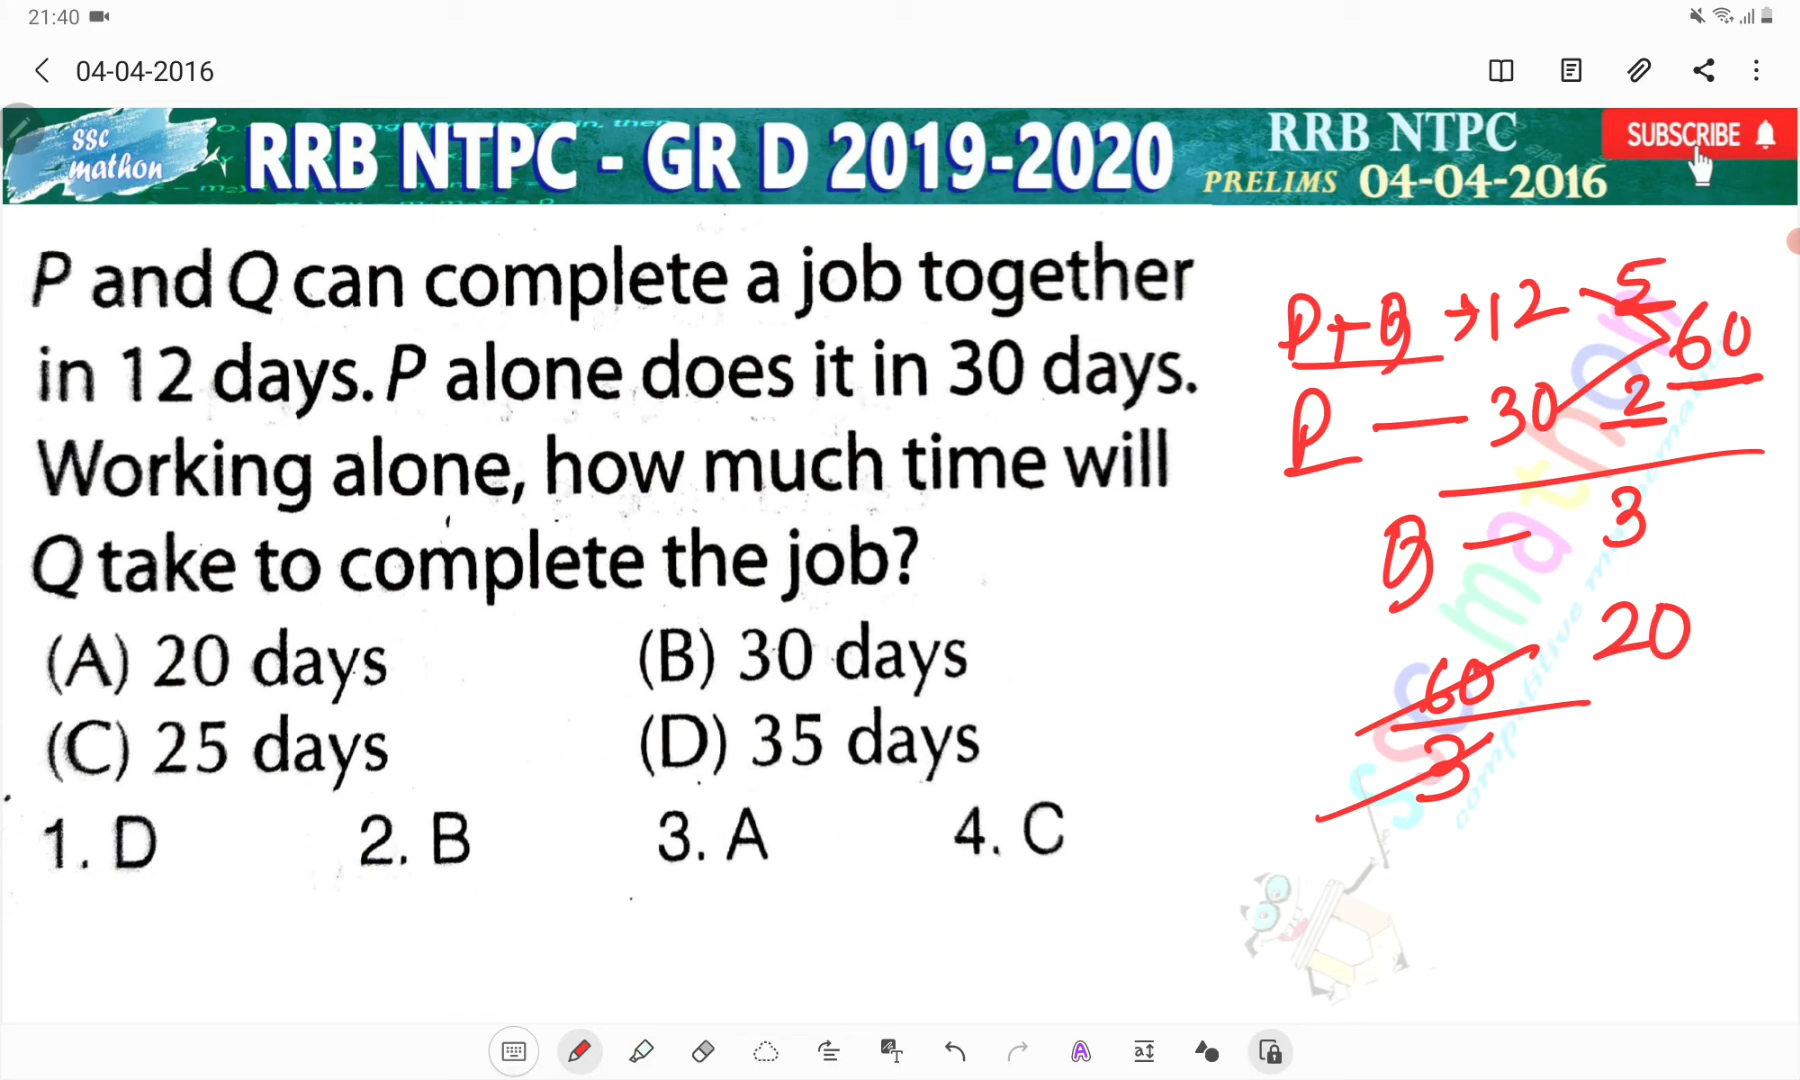 21:40
04-04-2016
ssc mathon
RRB NTPC - GR D 2019-2020
RRB NTPC
PRELIMS 04-04-2016
SUBSCRIBE
P and Q can complete a job together
in 12 days. P alone does it in 30 days.
Working alone, how much time will
Q take to complete the job?
(A) 20 days (B) 30 days
(C) 25 days (D) 35 days
1. D 2. B 3. A 4. C
P+Q → 12 5
60
P — 30 2
Q — 3
60 20
3
ssc mathon